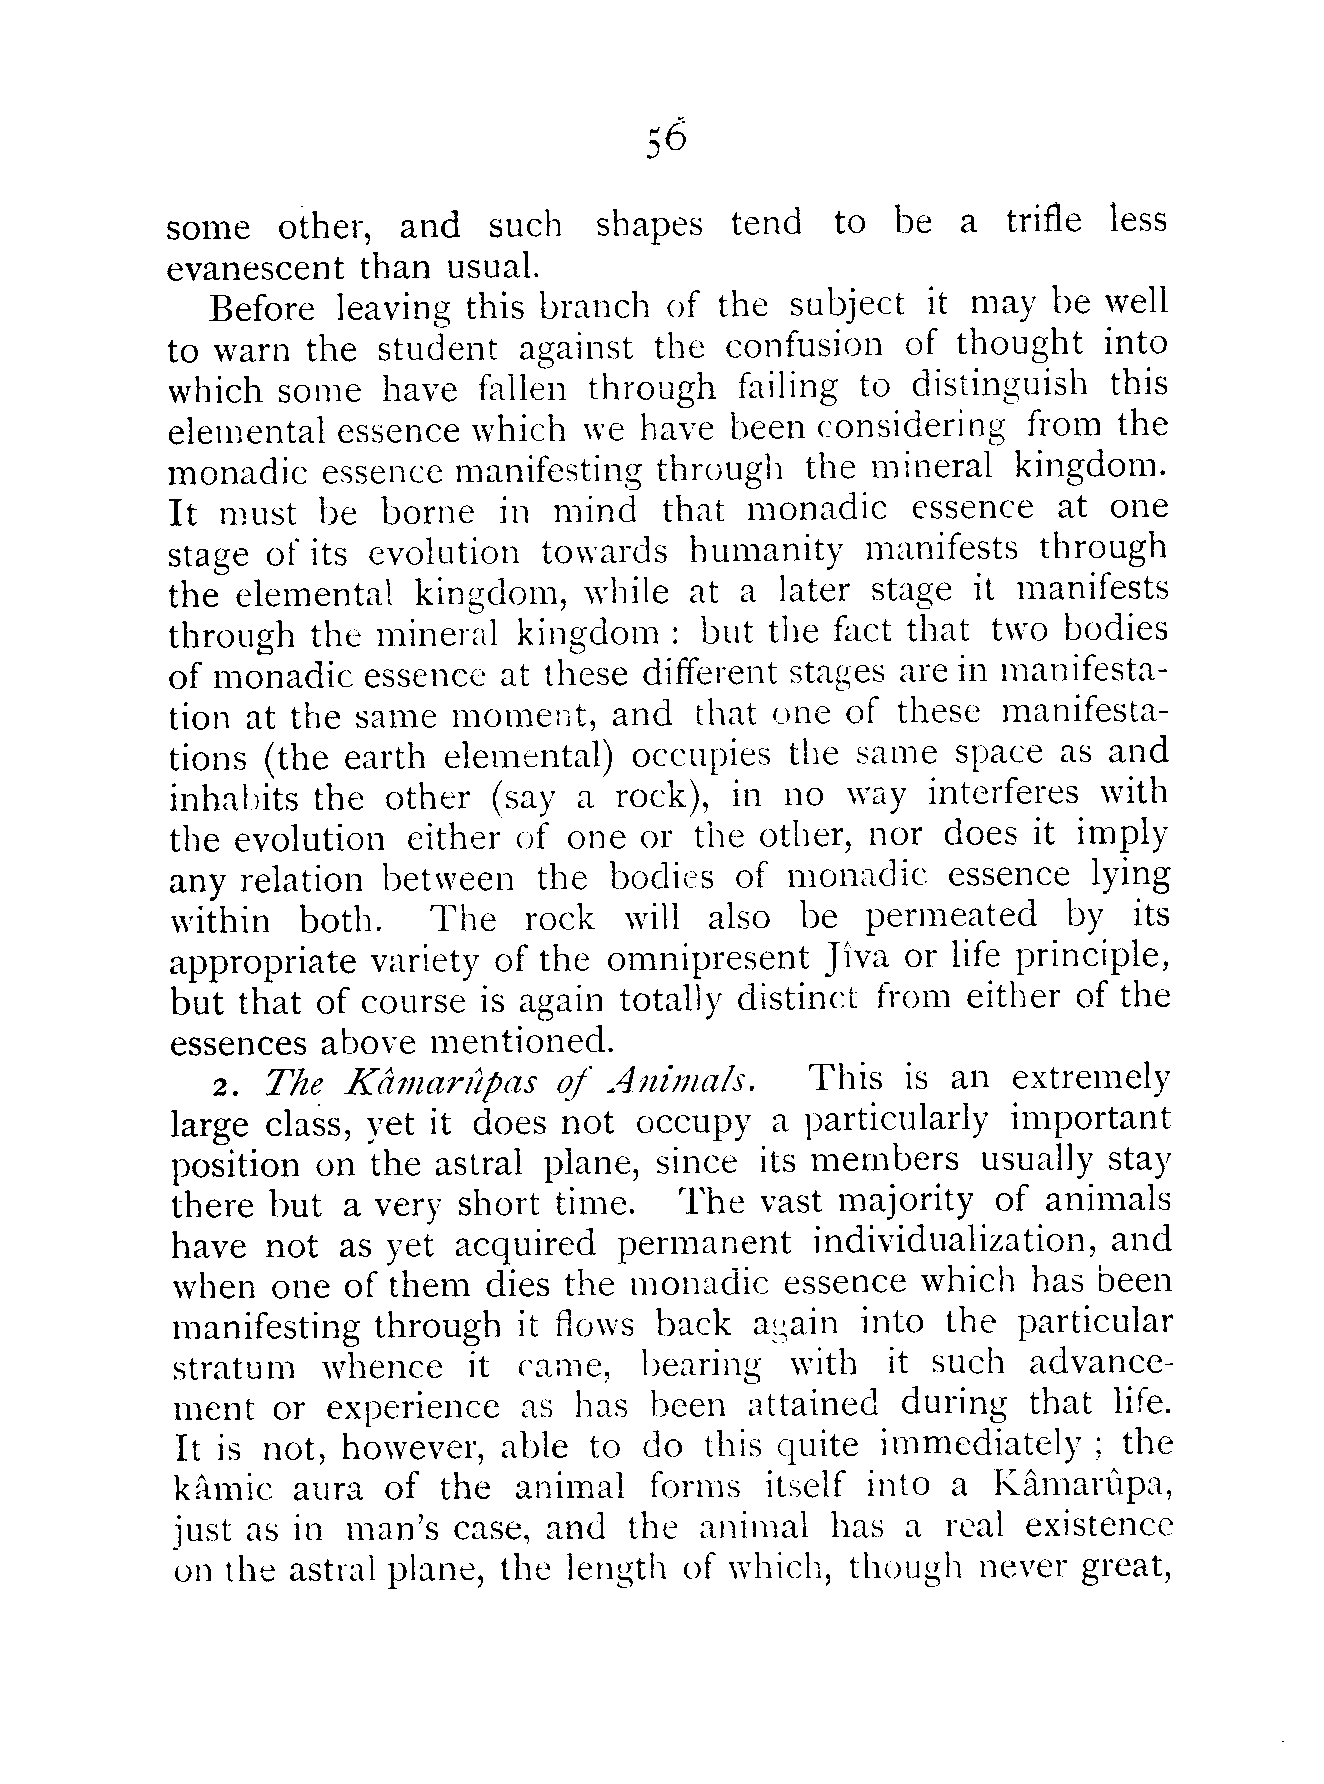 56
some other, and such shapes tend to be a trifle less
evanescent than usual.
Before leaving this branch of the subject it may be well
to warn the student against the confusion of thought into
which some have fallen through failing to distinguish this
elemental essence which we have been considering from the
monadic essence manifesting through the mineral kingdom.
It must be borne in mind that monadic essence at one
stage of its evolution towards humanity manifests through
the elemental kingdom, while at a later stage it manifests
through the mineral kingdom : but the fact that two bodies
of monadic essence at these different stages are in manifesta-
tion at the same moment, and that one of these manifesta-
tions (the earth elemental) occupies the same space as and
inhabits the other (say a rock), in no way interferes with
the evolution either of one or the other, nor does it imply
any relation between the bodies of monadic essence lying
within both. The rock will also be permeated by its
appropriate variety of the omnipresent Jîva or life principle,
but that of course is again totally distinct from either of the
essences above mentioned.
2. The Kâmarûpas of Animals. This is an extremely
large class, yet it does not occupy a particularly important
position on the astral plane, since its members usually stay
there but a very short time. The vast majority of animals
have not as yet acquired permanent individualization, and
when one of them dies the monadic essence which has been
manifesting through it flows back again into the particular
stratum whence it came, bearing with it such advance-
ment or experience as has been attained during that life.
It is not, however, able to do this quite immediately ; the
kâmic aura of the animal forms itself into a Kâmarûpa,
just as in man's case, and the animal has a real existence
on the astral plane, the length of which, though never great,